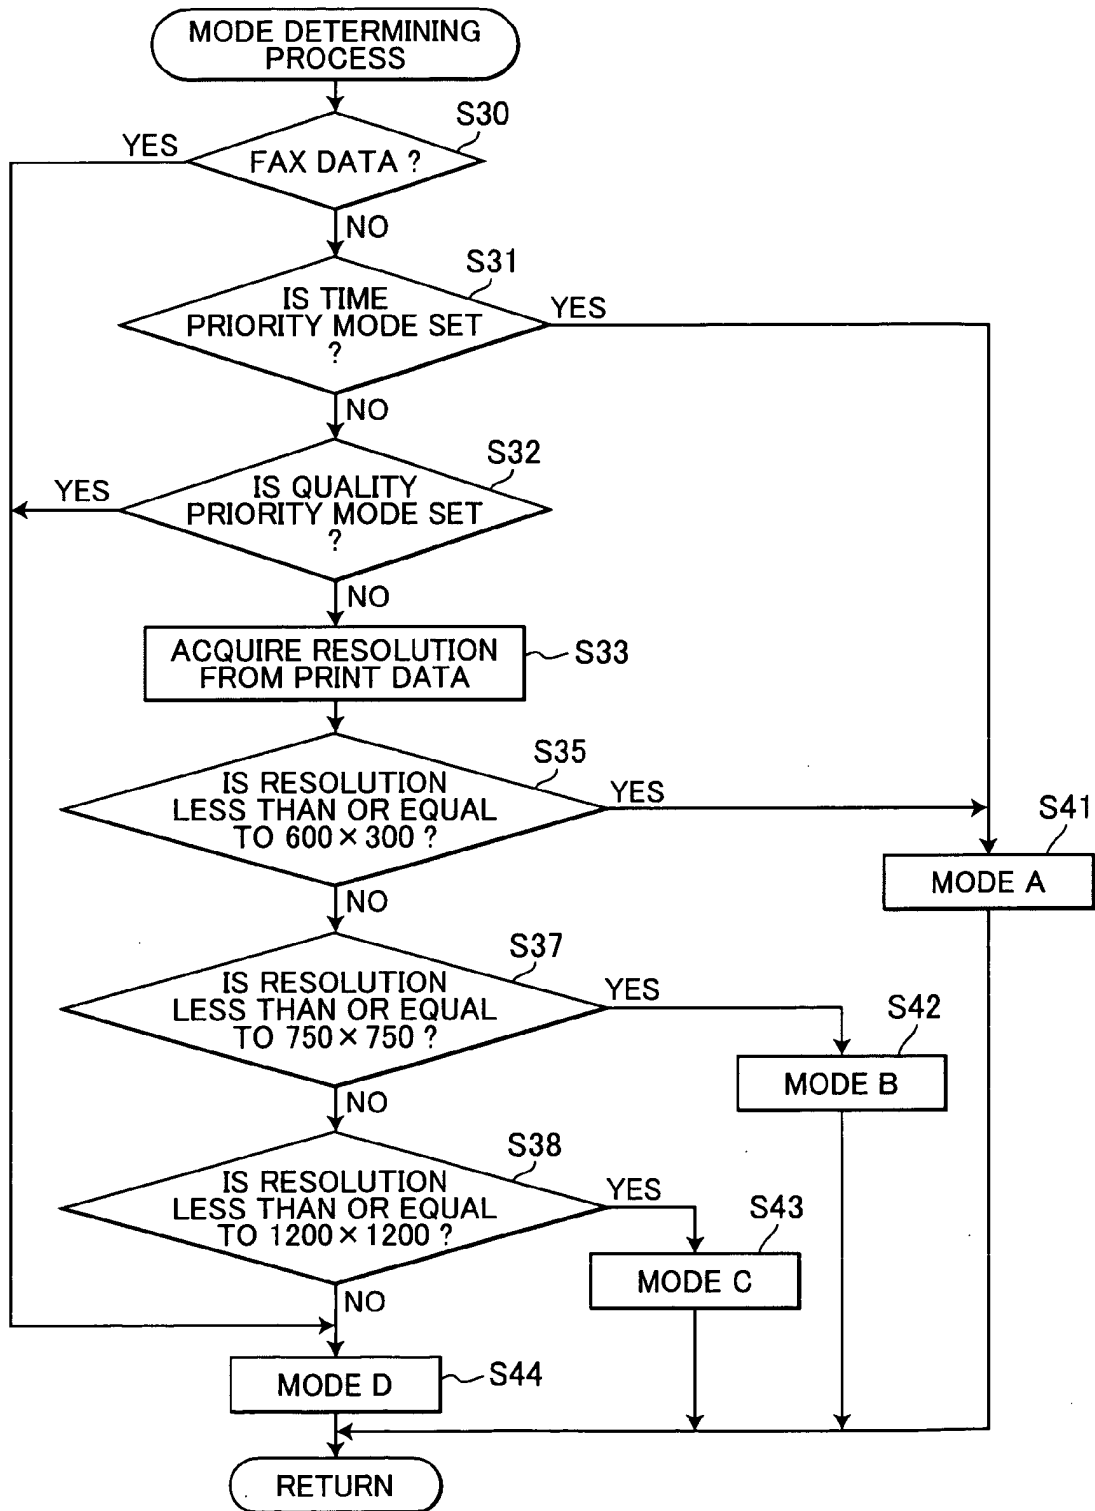 MODE DETERMINING
PROCESS
S30
YES
FAX DATA ?
NO
S31
IS TIME
PRIORITY MODE SET
?
YES
NO
S32
YES
IS QUALITY
PRIORITY MODE SET
?
NO
ACQUIRE RESOLUTION
FROM PRINT DATA
S33
S35
IS RESOLUTION
LESS THAN OR EQUAL
TO 600×300 ?
YES
S41
MODE A
NO
S37
IS RESOLUTION
LESS THAN OR EQUAL
TO 750×750 ?
YES
S42
MODE B
NO
S38
IS RESOLUTION
LESS THAN OR EQUAL
TO 1200×1200 ?
YES
S43
MODE C
NO
MODE D
S44
RETURN